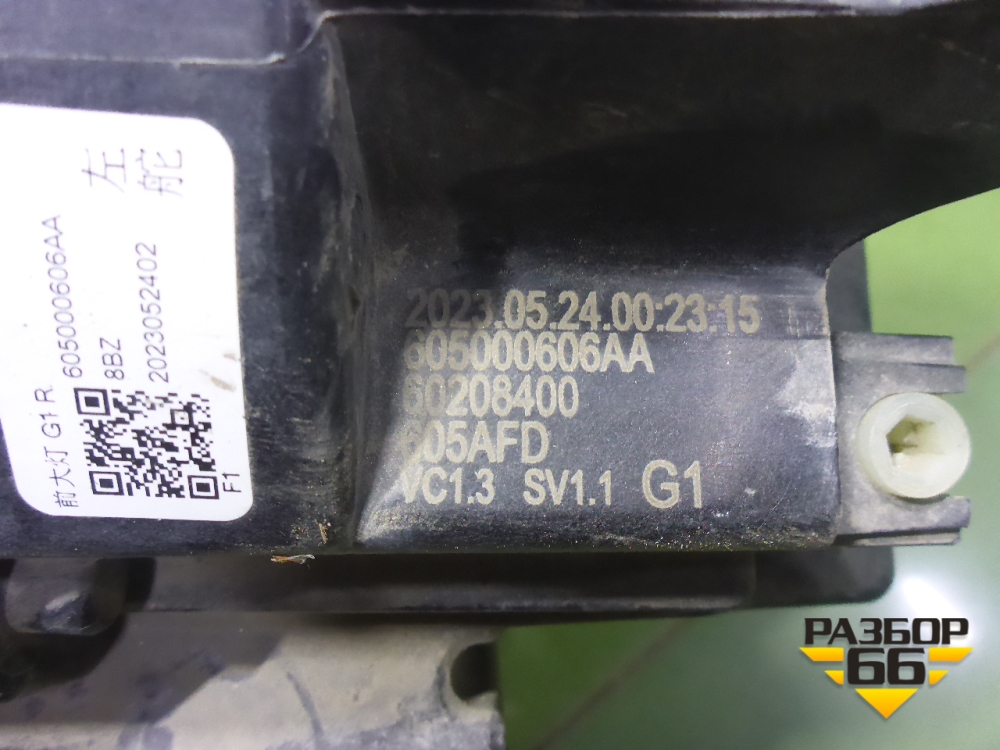 左舵
前大灯 G1 R
605000606AA
8BZ
2023052402
F1
2023.05.24.00:23:15
605000606AA
60208400
605AFD
VC1.3 SV1.1 G1
РАЗБОР
66